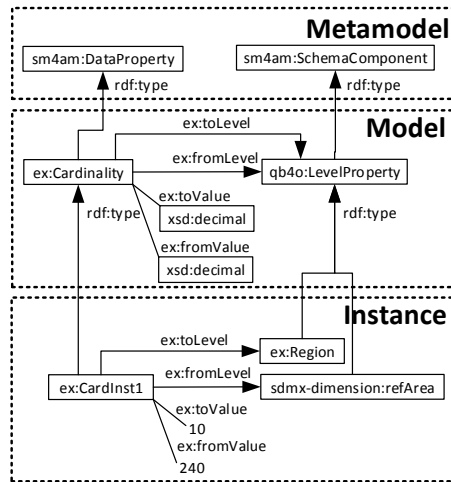 Metamodel
sm4am:DataProperty
sm4am:SchemaComponent
rdf:type
rdf:type
Model
ex:toLevel
ex:fromLevel
ex:Cardinality
qb4o:LevelProperty
ex:toValue
rdf:type
rdf:type
xsd:decimal
ex:fromValue
xsd:decimal
Instance
ex:toLevel
ex:Region
ex:fromLevel
ex:CardInst1
sdmx-dimension:refArea
ex:toValue
10
ex:fromValue
240